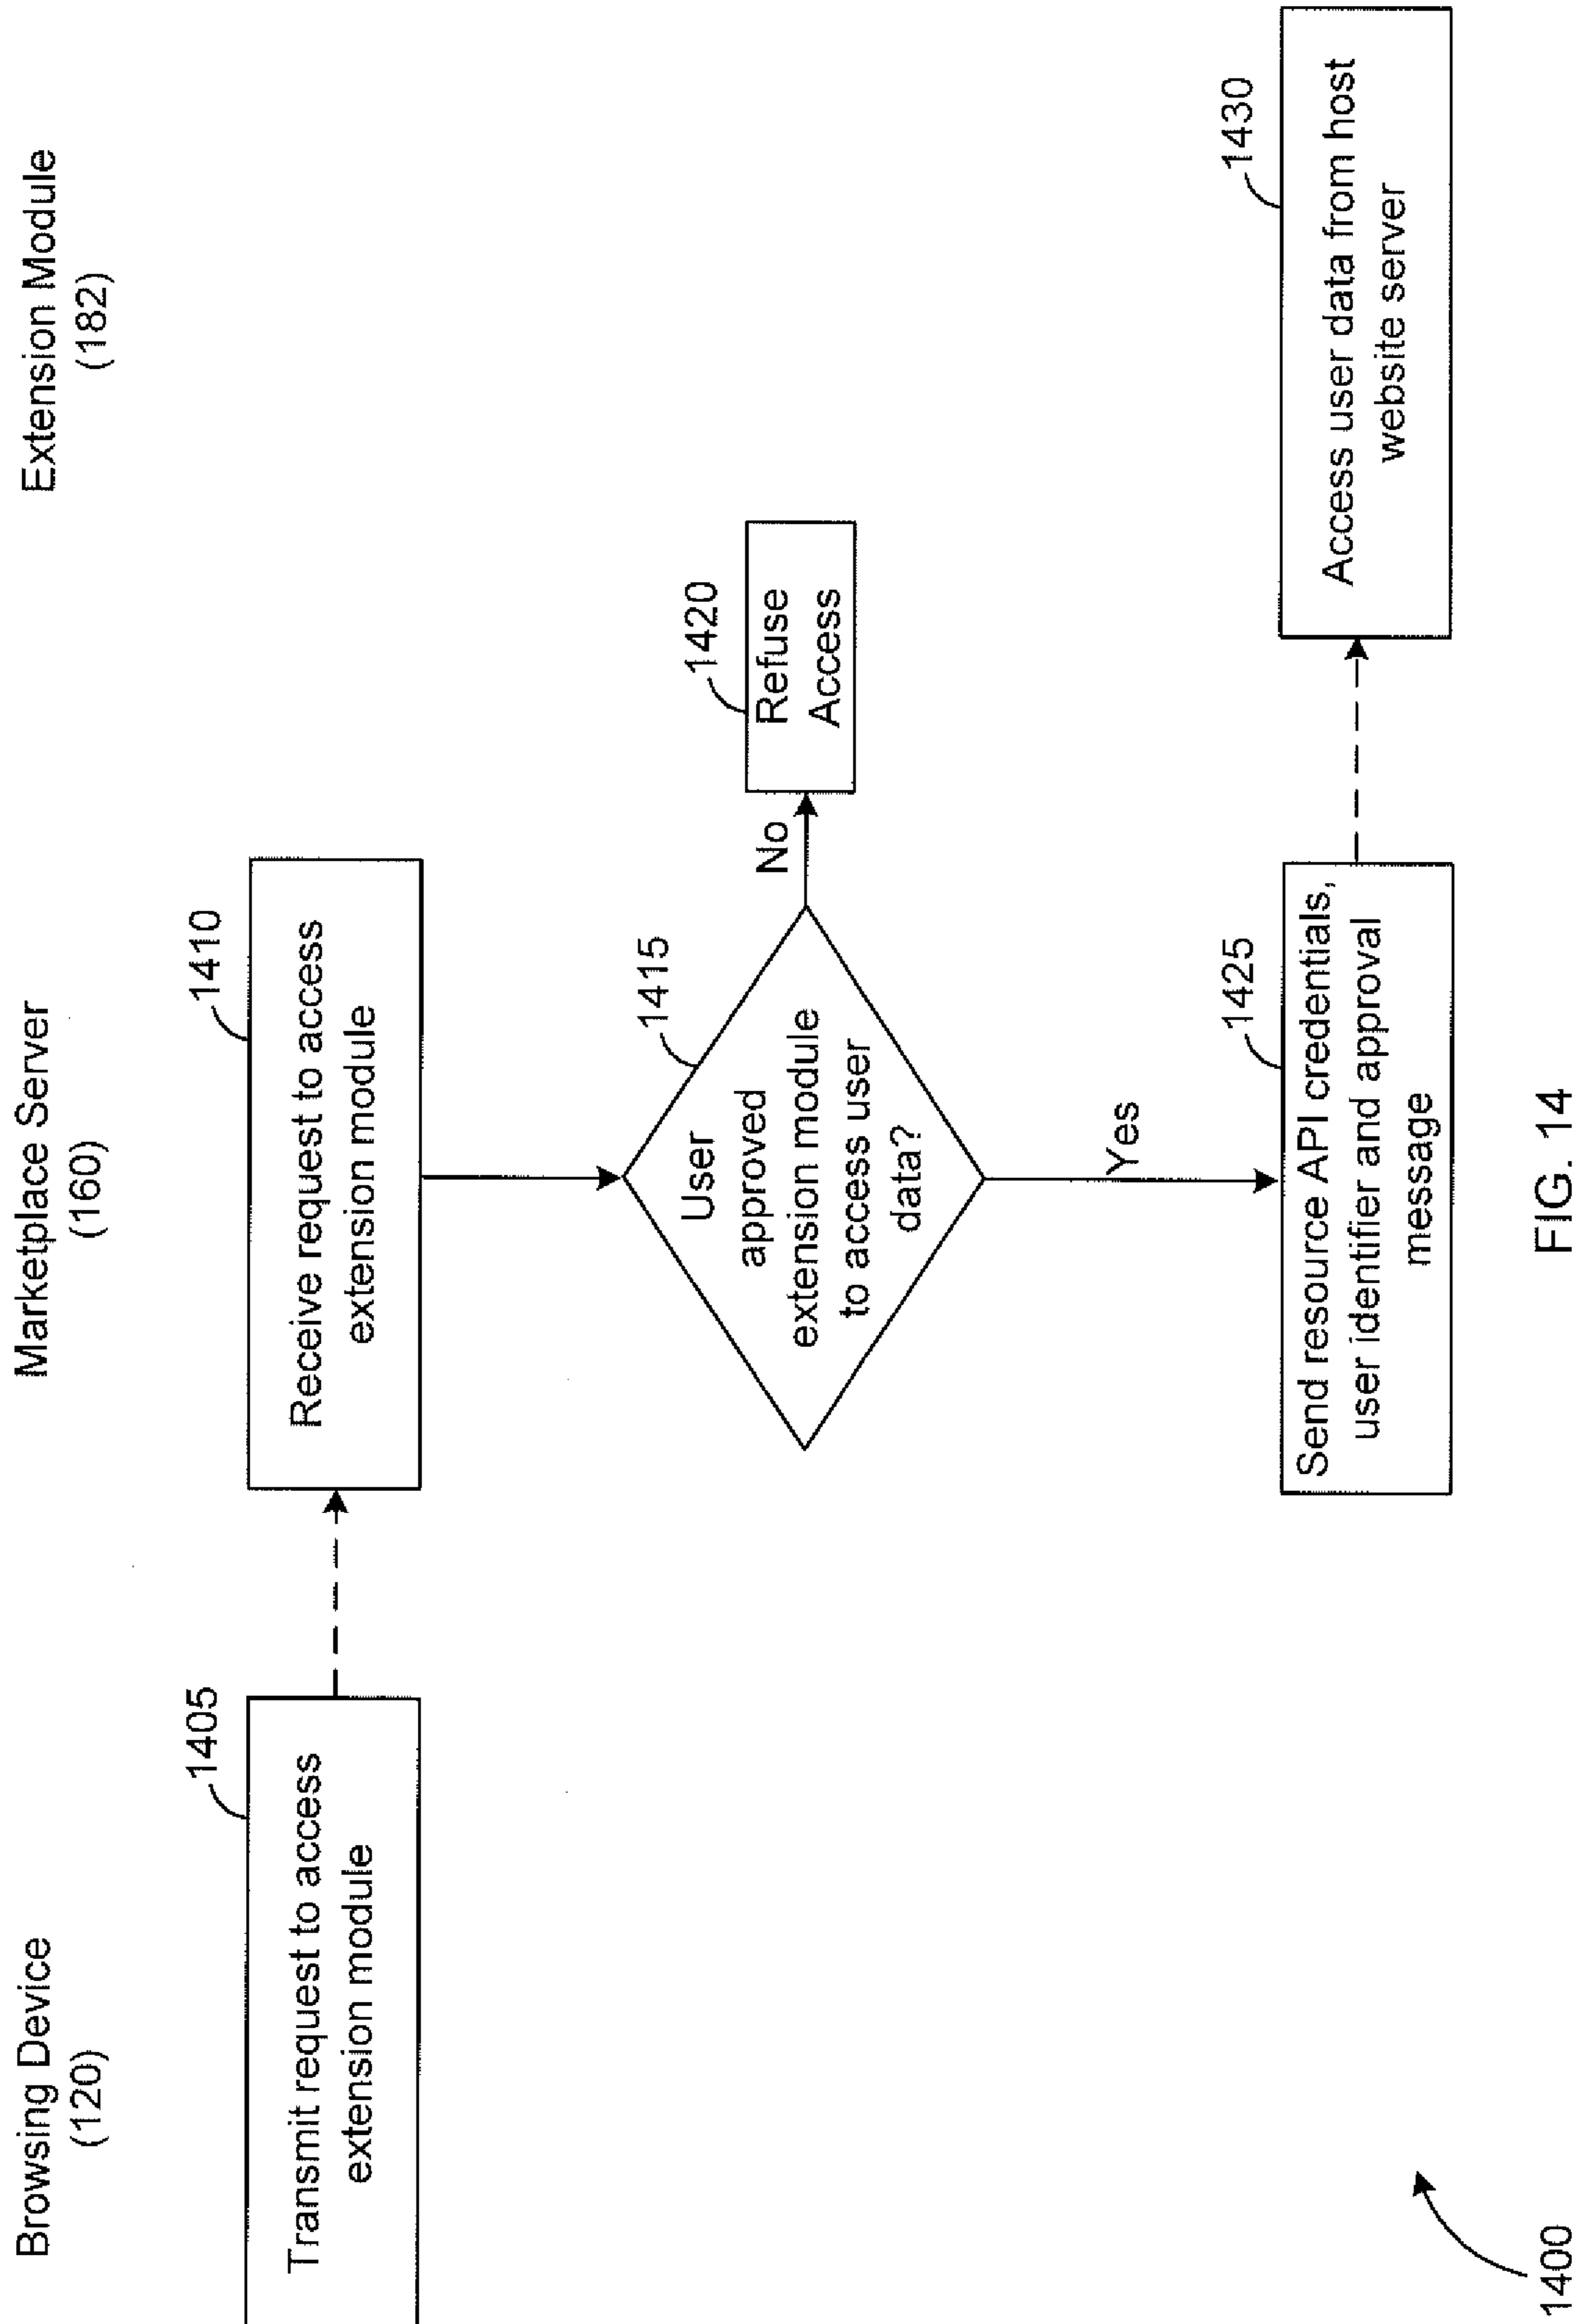 Browsing Device
(120)
Marketplace Server
(160)
Extension Module
(182)
1405
Transmit request to access
extension module
1410
Receive request to access
extension module
1415
User
approved
extension module
to access user
data?
No
1420
Refuse
Access
Yes
1425
Send resource API credentials,
user identifier and approval
message
1430
Access user data from host
website server
1400
FIG. 14